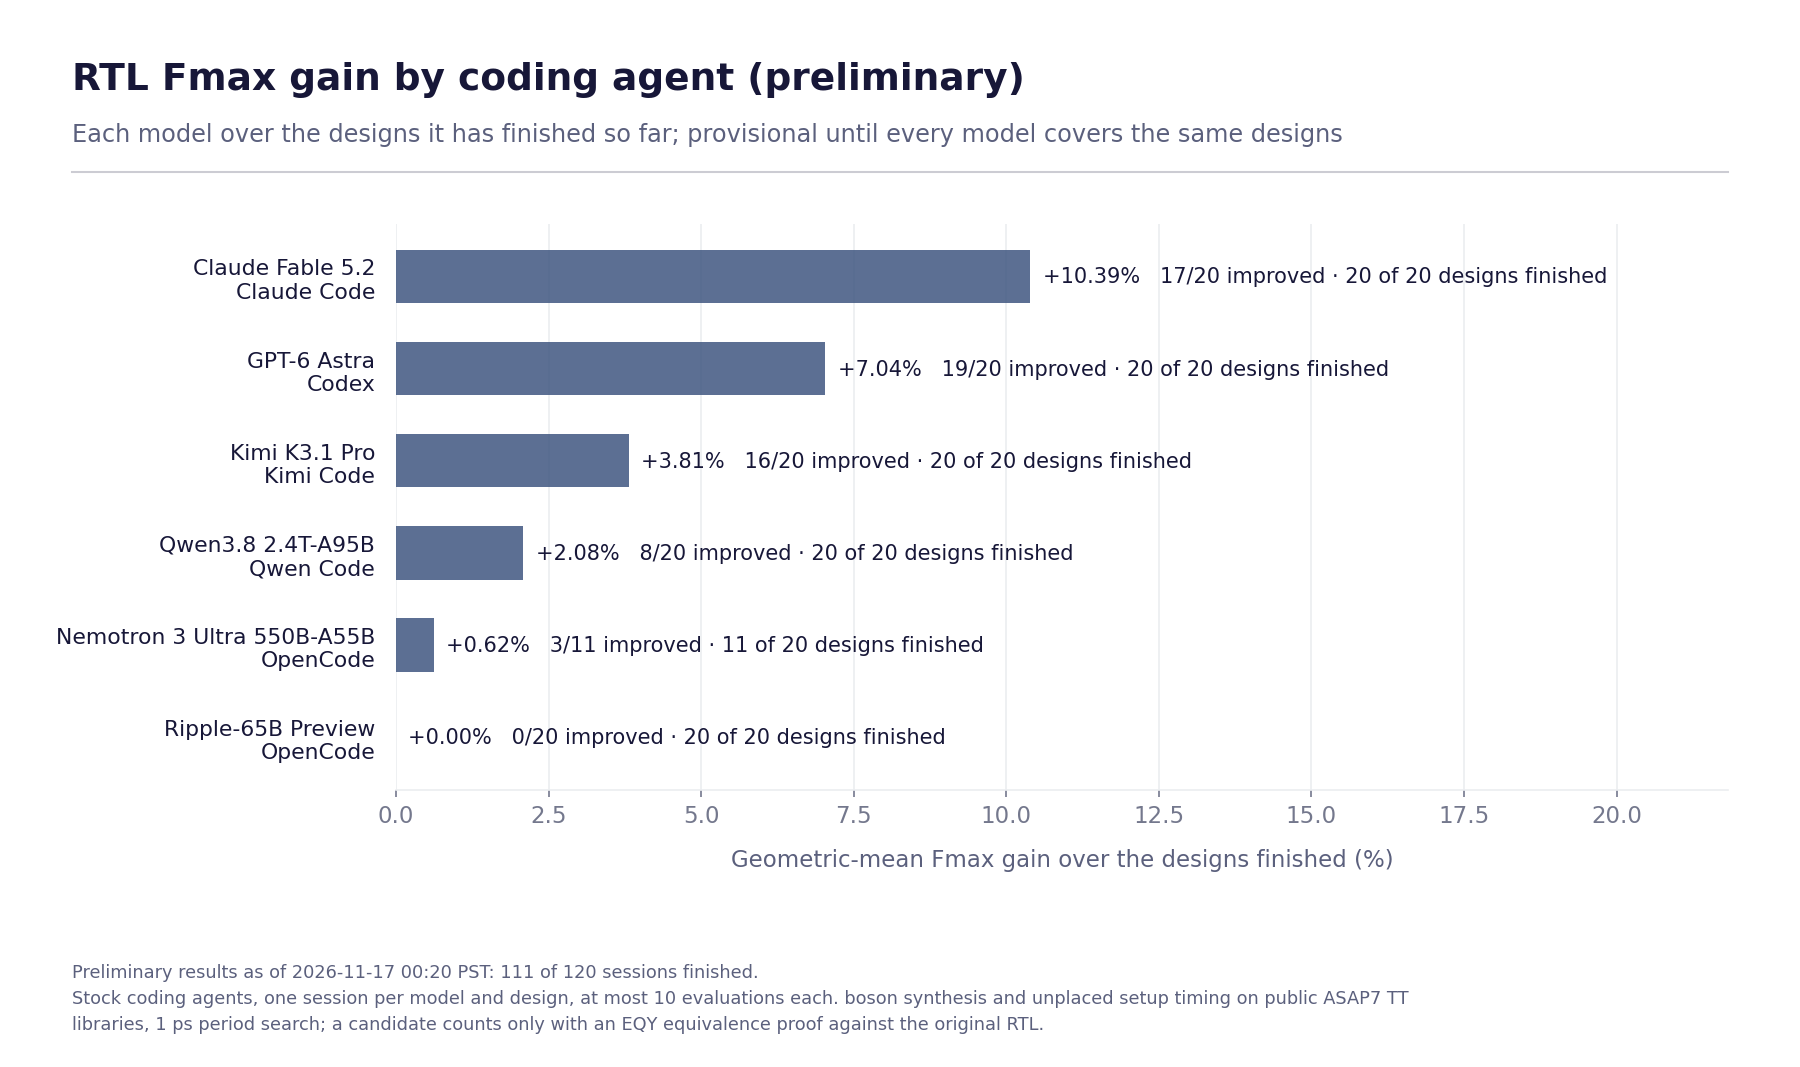 RTL Fmax gain by coding agent (preliminary)
Each model over the designs it has finished so far; provisional until every model covers the same designs
Claude Fable 5.2
Claude Code
+10.39% 17/20 improved · 20 of 20 designs finished
GPT-6 Astra
Codex
+7.04% 19/20 improved · 20 of 20 designs finished
Kimi K3.1 Pro
Kimi Code
+3.81% 16/20 improved · 20 of 20 designs finished
Qwen3.8 2.4T-A95B
Qwen Code
+2.08% 8/20 improved · 20 of 20 designs finished
Nemotron 3 Ultra 550B-A55B
OpenCode
+0.62% 3/11 improved · 11 of 20 designs finished
Ripple-65B Preview
OpenCode
+0.00% 0/20 improved · 20 of 20 designs finished
0.0 2.5 5.0 7.5 10.0 12.5 15.0 17.5 20.0
Geometric-mean Fmax gain over the designs finished (%)
Preliminary results as of 2026-11-17 00:20 PST: 111 of 120 sessions finished.
Stock coding agents, one session per model and design, at most 10 evaluations each. boson synthesis and unplaced setup timing on public ASAP7 TT
libraries, 1 ps period search; a candidate counts only with an EQY equivalence proof against the original RTL.